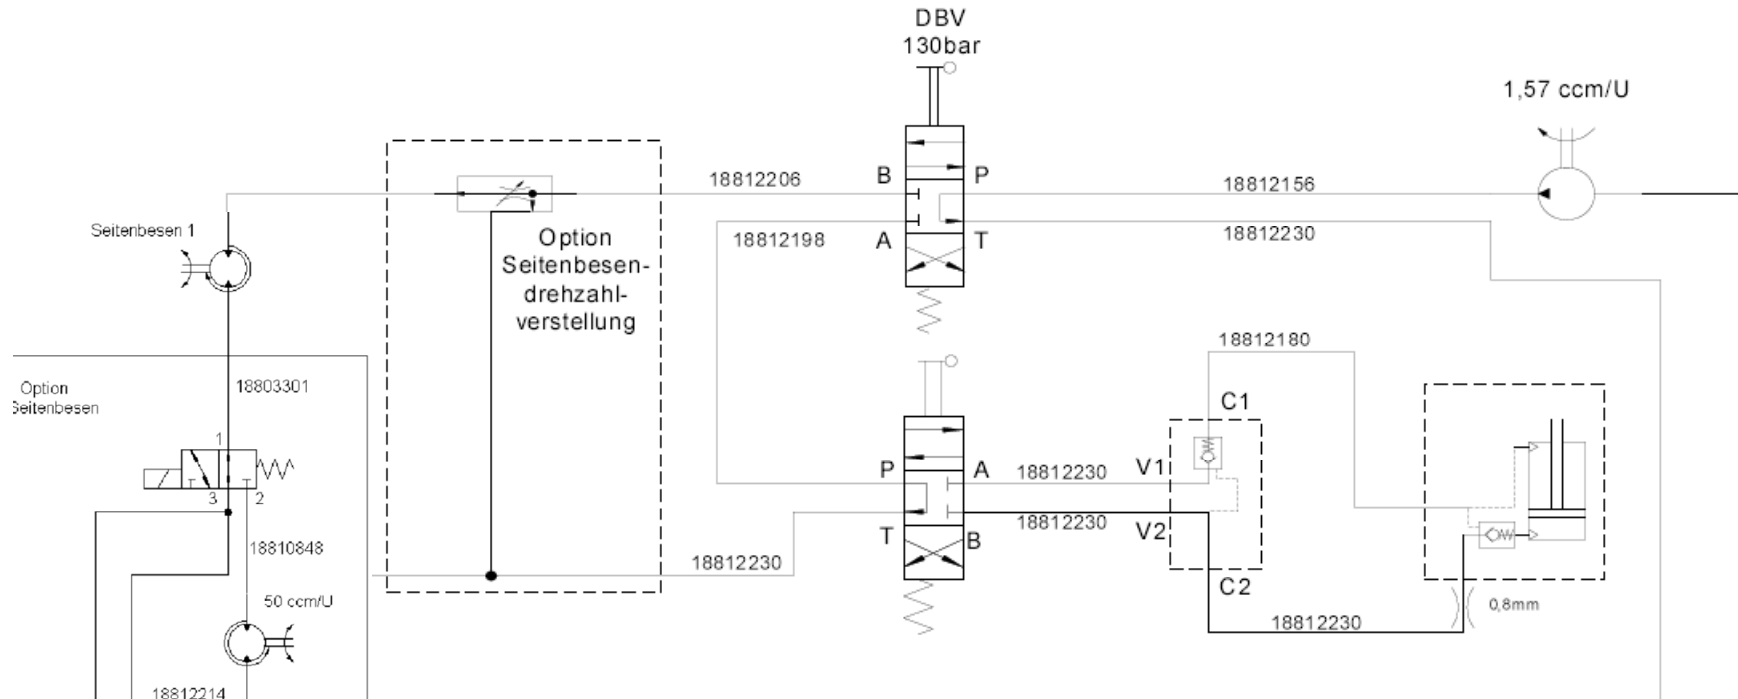 DBV
130bar
1,57 ccm/U
B
P
18812206
18812156
A
T
18812198
18812230
Seitenbesen 1
Option
Seitenbesen-
drehzahl-
verstellung
18812180
Option
Seitenbesen
18803301
C1
1
3
2
P
A
18812230
V1
T
B
18812230
V2
18812230
C2
18810848
50 ccm/U
0,8mm
18812230
18812214